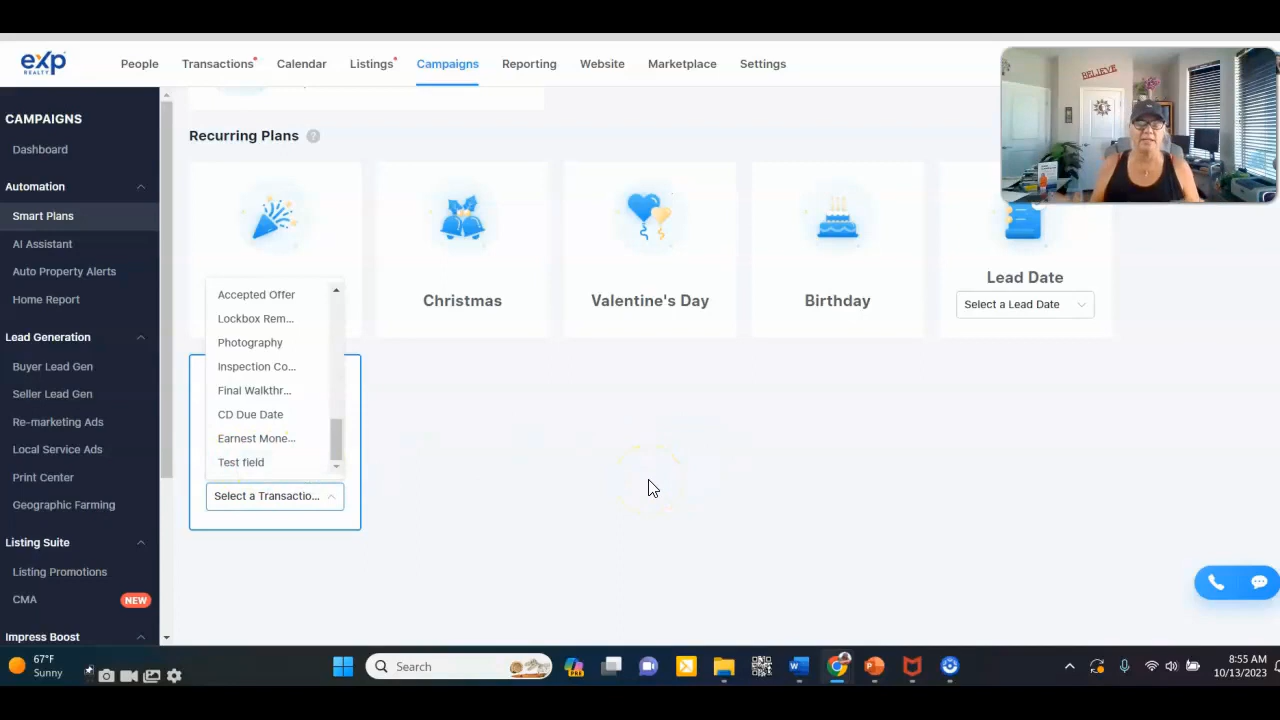 eXp
REALTY
People
Transactions
Calendar
Listings
Campaigns
Reporting
Website
Marketplace
Settings
BELIEVE
CAMPAIGNS
Dashboard
Automation
Smart Plans
AI Assistant
Auto Property Alerts
Home Report
Lead Generation
Buyer Lead Gen
Seller Lead Gen
Re-marketing Ads
Local Service Ads
Print Center
Geographic Farming
Listing Suite
Listing Promotions
CMA
NEW
Impress Boost
Recurring Plans ?
Christmas
Valentine's Day
Birthday
Lead Date
Select a Lead Date
Accepted Offer
Lockbox Rem...
Photography
Inspection Co...
Final Walkthr...
CD Due Date
Earnest Mone...
Test field
Select a Transactio...
67°F
Sunny
Search
PRE
8:55 AM
10/13/2023